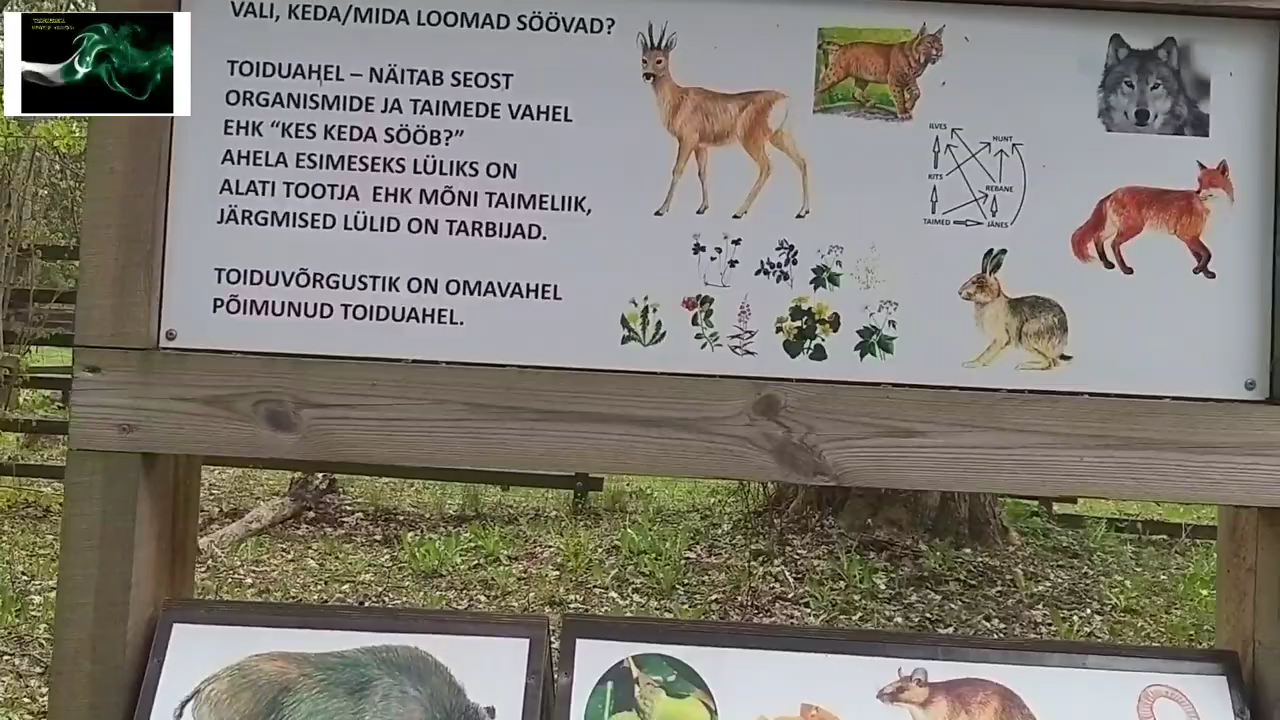 VALI, KEDA/MIDA LOOMAD SÖÖVAD?
TOIDUAHEL – NÄITAB SEOST
ORGANISMIDE JA TAIMEDE VAHEL
EHK “KES KEDA SÖÖB?”
AHELA ESIMESEKS LÜLIKS ON
ALATI TOOTJA EHK MÕNI TAIMELIIK,
JÄRGMISED LÜLID ON TARBIJAD.
TOIDUVÕRGUSTIK ON OMAVAHEL
PÕIMUNUD TOIDUAHEL.
ILVES
HUNT
KITS
REBANE
TAIMED
JÄNES